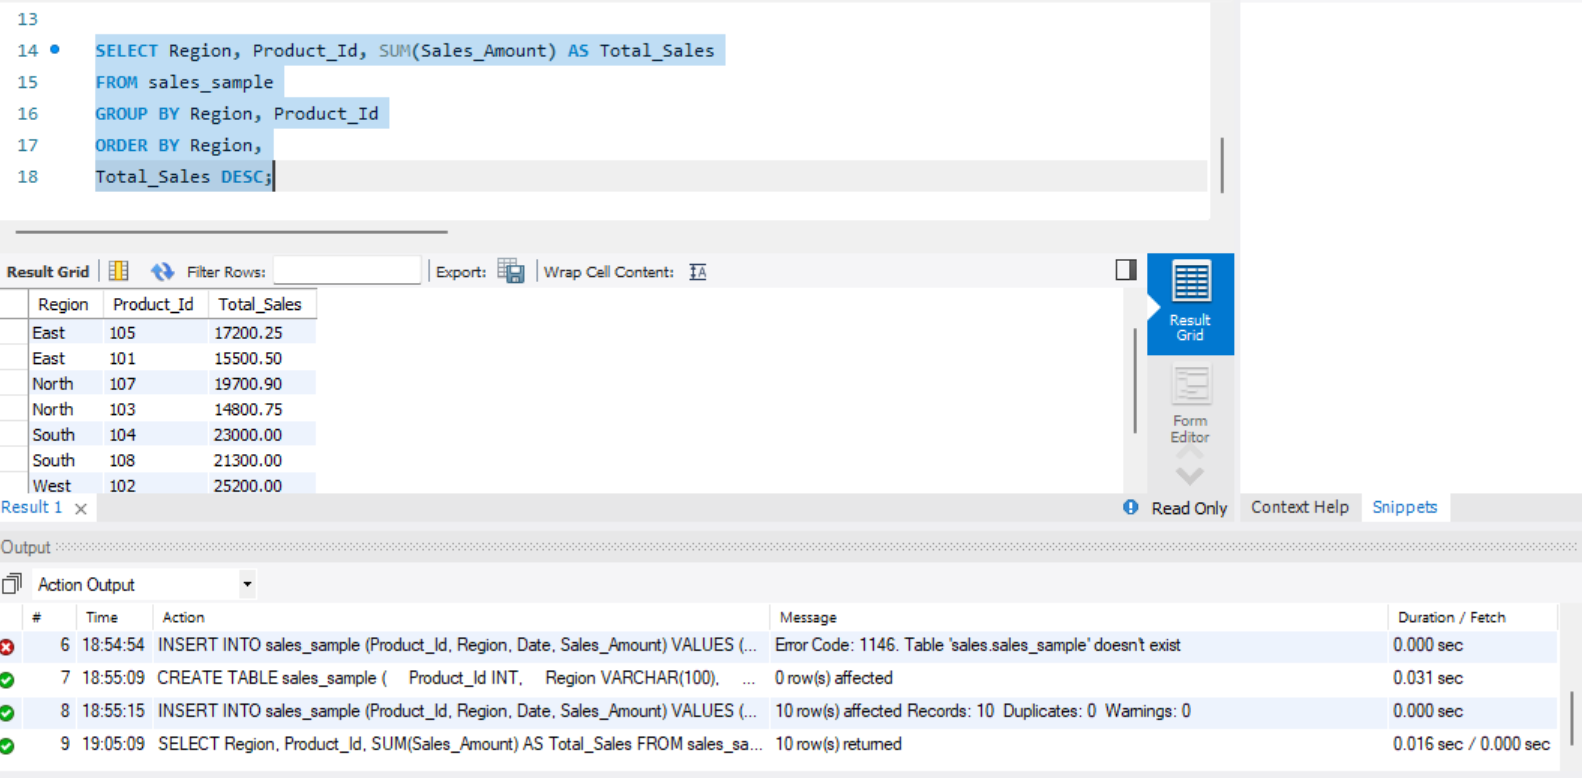 13
14 SELECT Region, Product_Id, SUM(Sales_Amount) AS Total_Sales
15 FROM sales_sample
16 GROUP BY Region, Product_Id
17 ORDER BY Region,
18 Total_Sales DESC;
Result Grid Filter Rows: Export: Wrap Cell Content: IA
Region Product_Id Total_Sales
East 105 17200.25
East 101 15500.50
North 107 19700.90
North 103 14800.75
South 104 23000.00
South 108 21300.00
West 102 25200.00
Result
Grid
Form
Editor
Result 1 Read Only Context Help Snippets
Output
Action Output
# Time Action Message Duration / Fetch
6 18:54:54 INSERT INTO sales_sample (Product_Id, Region, Date, Sales_Amount) VALUES (... Error Code: 1146. Table 'sales.sales_sample' doesn't exist 0.000 sec
7 18:55:09 CREATE TABLE sales_sample ( Product_Id INT, Region VARCHAR(100), ... 0 row(s) affected 0.031 sec
8 18:55:15 INSERT INTO sales_sample (Product_Id, Region, Date, Sales_Amount) VALUES (... 10 row(s) affected Records: 10 Duplicates: 0 Warnings: 0 0.000 sec
9 19:05:09 SELECT Region, Product_Id, SUM(Sales_Amount) AS Total_Sales FROM sales_sa... 10 row(s) returned 0.016 sec / 0.000 sec